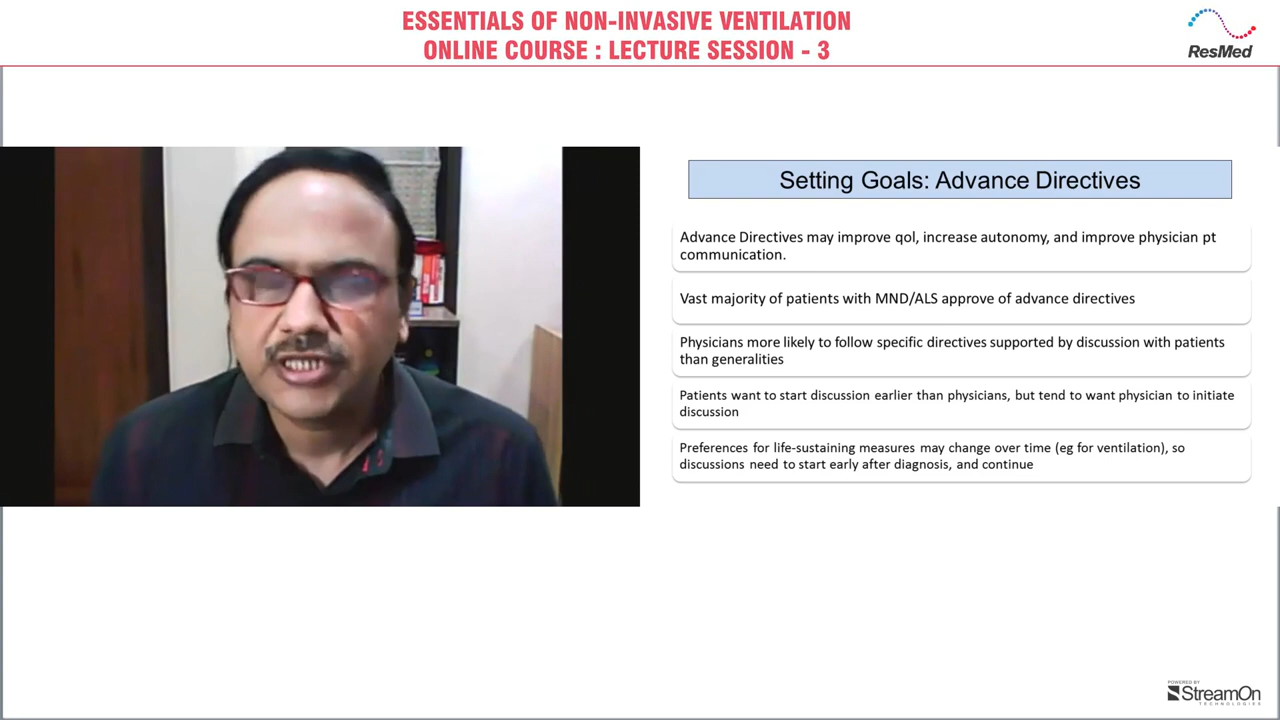 ESSENTIALS OF NON-INVASIVE VENTILATION
ONLINE COURSE : LECTURE SESSION - 3
ResMed
Setting Goals: Advance Directives
Advance Directives may improve qol, increase autonomy, and improve physician pt
communication.
Vast majority of patients with MND/ALS approve of advance directives
Physicians more likely to follow specific directives supported by discussion with patients
than generalities
Patients want to start discussion earlier than physicians, but tend to want physician to initiate
discussion
Preferences for life-sustaining measures may change over time (eg for ventilation), so
discussions need to start early after diagnosis, and continue
POWERED BY
StreamOn
TECHNOLOGIES